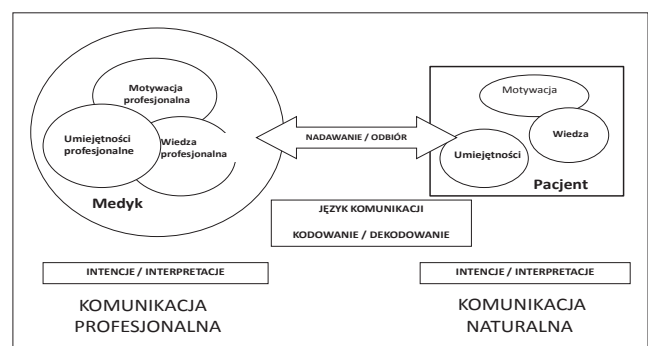 Motywacja
profesjonalna
Umiejętności
profesjonalne
Wiedza
profesjonalna
Medyk
NADAWANIE / ODBIÓR
Motywacja
Wiedza
Umiejętności
Pacjent
JĘZYK KOMUNIKACJI
KODOWANIE / DEKODOWANIE
INTENCJE / INTERPRETACJE
INTENCJE / INTERPRETACJE
KOMUNIKACJA
PROFESJONALNA
KOMUNIKACJA
NATURALNA